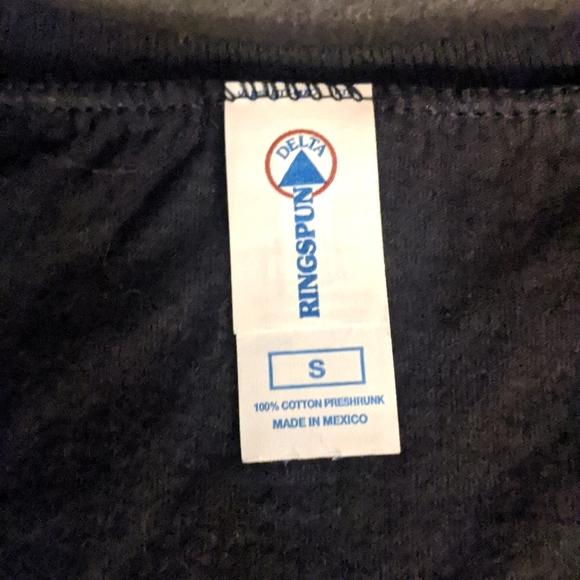 DELTA
RINGSPUN
S
100% COTTON PRESHRUNK
MADE IN MEXICO